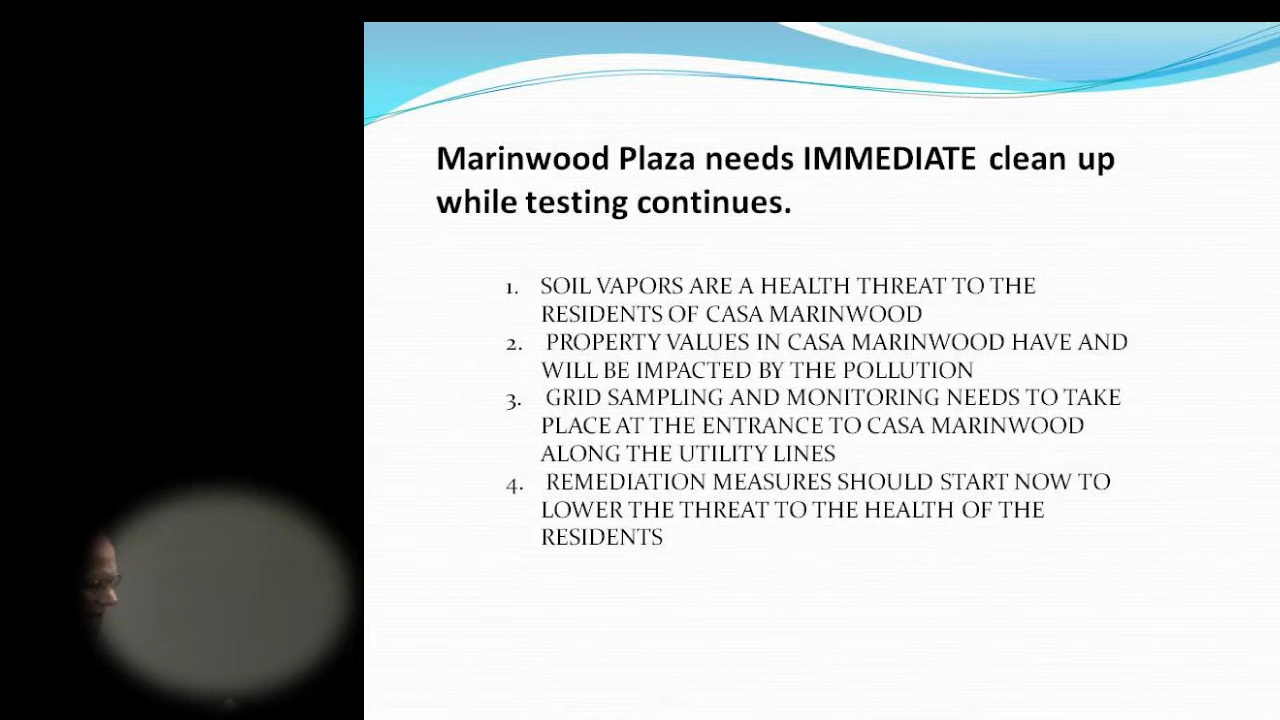 Marinwood Plaza needs IMMEDIATE clean up
while testing continues.
1. SOIL VAPORS ARE A HEALTH THREAT TO THE
RESIDENTS OF CASA MARINWOOD
2. PROPERTY VALUES IN CASA MARINWOOD HAVE AND
WILL BE IMPACTED BY THE POLLUTION
3. GRID SAMPLING AND MONITORING NEEDS TO TAKE
PLACE AT THE ENTRANCE TO CASA MARINWOOD
ALONG THE UTILITY LINES
4. REMEDIATION MEASURES SHOULD START NOW TO
LOWER THE THREAT TO THE HEALTH OF THE
RESIDENTS